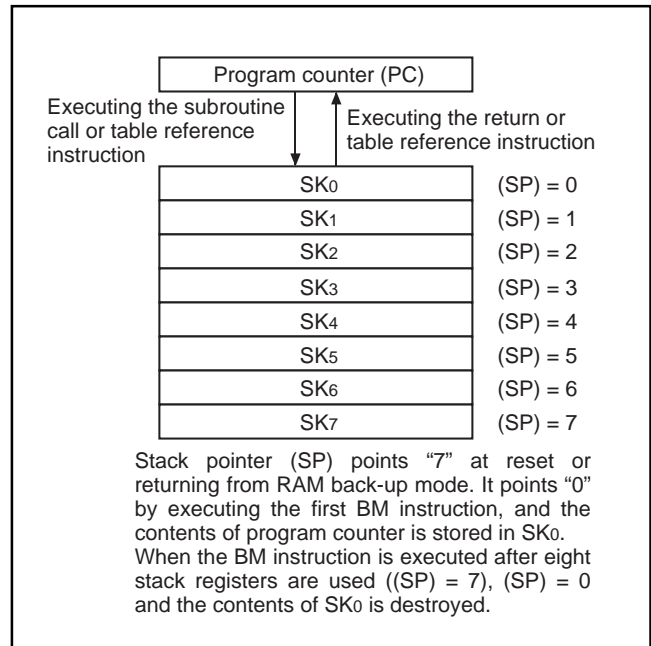 Program counter (PC)
Executing the subroutine
call or table reference
instruction
Executing the return or
table reference instruction
SK0 (SP) = 0
SK1 (SP) = 1
SK2 (SP) = 2
SK3 (SP) = 3
SK4 (SP) = 4
SK5 (SP) = 5
SK6 (SP) = 6
SK7 (SP) = 7
Stack pointer (SP) points “7” at reset or
returning from RAM back-up mode. It points “0”
by executing the first BM instruction, and the
contents of program counter is stored in SK0.
When the BM instruction is executed after eight
stack registers are used ((SP) = 7), (SP) = 0
and the contents of SK0 is destroyed.